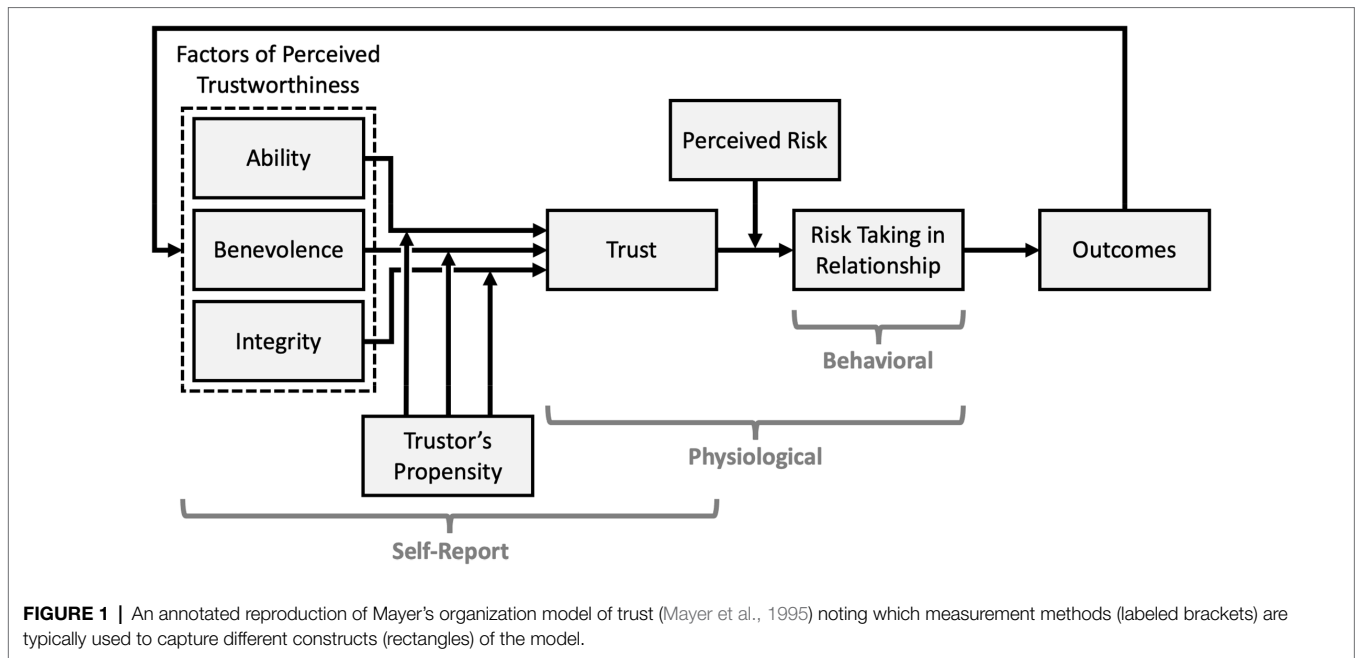 Factors of Perceived
Trustworthiness
Ability
Benevolence
Integrity
Trustor’s
Propensity
Trust
Perceived Risk
Risk Taking in
Relationship
Outcomes
Behavioral
Physiological
Self-Report
FIGURE 1 | An annotated reproduction of Mayer’s organization model of trust (Mayer et al., 1995) noting which measurement methods (labeled brackets) are
typically used to capture different constructs (rectangles) of the model.